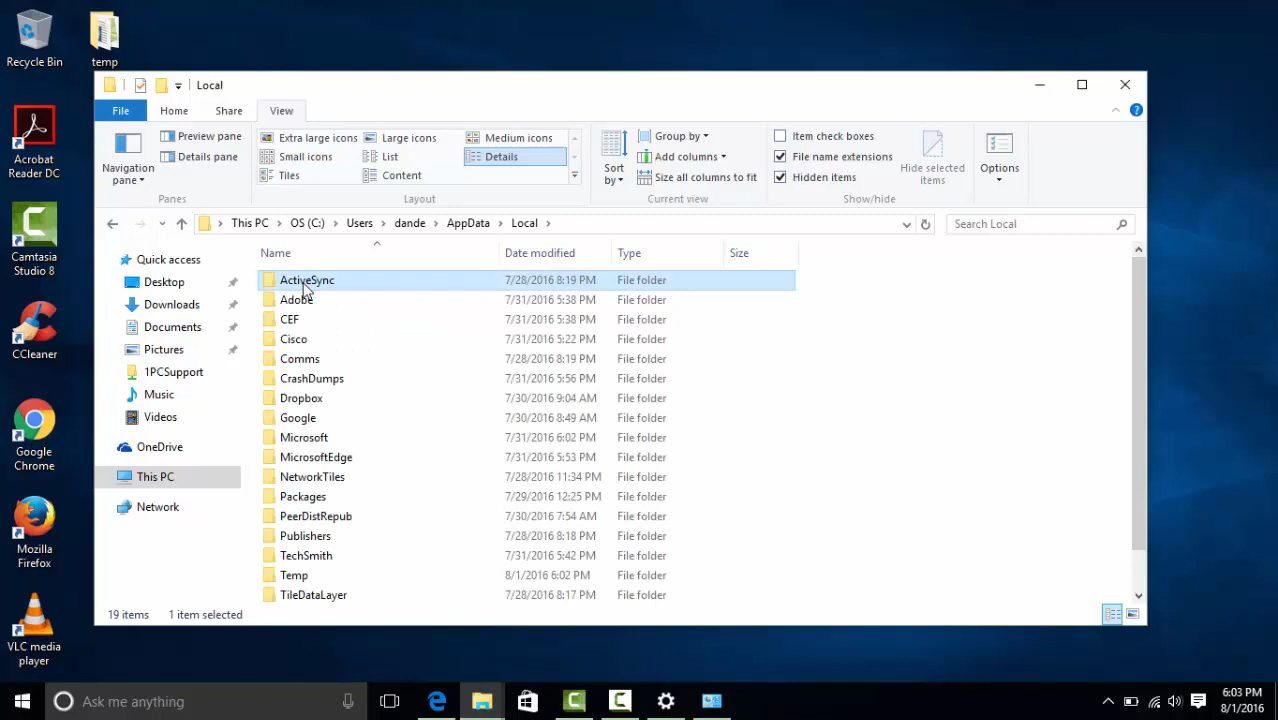 Recycle Bin
temp
Acrobat
Reader DC
Camtasia
Studio 8
CCleaner
Google
Chrome
Mozilla
Firefox
VLC media
player
Local
File Home Share View
Navigation
pane
Preview pane
Details pane
Panes
Extra large icons Large icons Medium icons
Small icons List Details
Tiles Content
Layout
Sort
by
Group by
Add columns
Size all columns to fit
Current view
Item check boxes
File name extensions
Hidden items
Hide selected
items
Show/hide
Options
This PC OS (C:) Users dande AppData Local
Search Local
Quick access
Desktop
Downloads
Documents
Pictures
1PCSupport
Music
Videos
OneDrive
This PC
Network
Name Date modified Type Size
ActiveSync 7/28/2016 8:19 PM File folder
Adobe 7/31/2016 5:38 PM File folder
CEF 7/31/2016 5:38 PM File folder
Cisco 7/31/2016 5:22 PM File folder
Comms 7/28/2016 8:19 PM File folder
CrashDumps 7/31/2016 5:56 PM File folder
Dropbox 7/30/2016 9:04 AM File folder
Google 7/30/2016 8:49 AM File folder
Microsoft 7/31/2016 6:02 PM File folder
MicrosoftEdge 7/31/2016 5:53 PM File folder
NetworkTiles 7/28/2016 11:34 PM File folder
Packages 7/29/2016 12:25 PM File folder
PeerDistRepub 7/30/2016 7:54 AM File folder
Publishers 7/28/2016 8:18 PM File folder
TechSmith 7/31/2016 5:42 PM File folder
Temp 8/1/2016 6:02 PM File folder
TileDataLayer 7/28/2016 8:17 PM File folder
19 items 1 item selected
Ask me anything
6:03 PM
8/1/2016